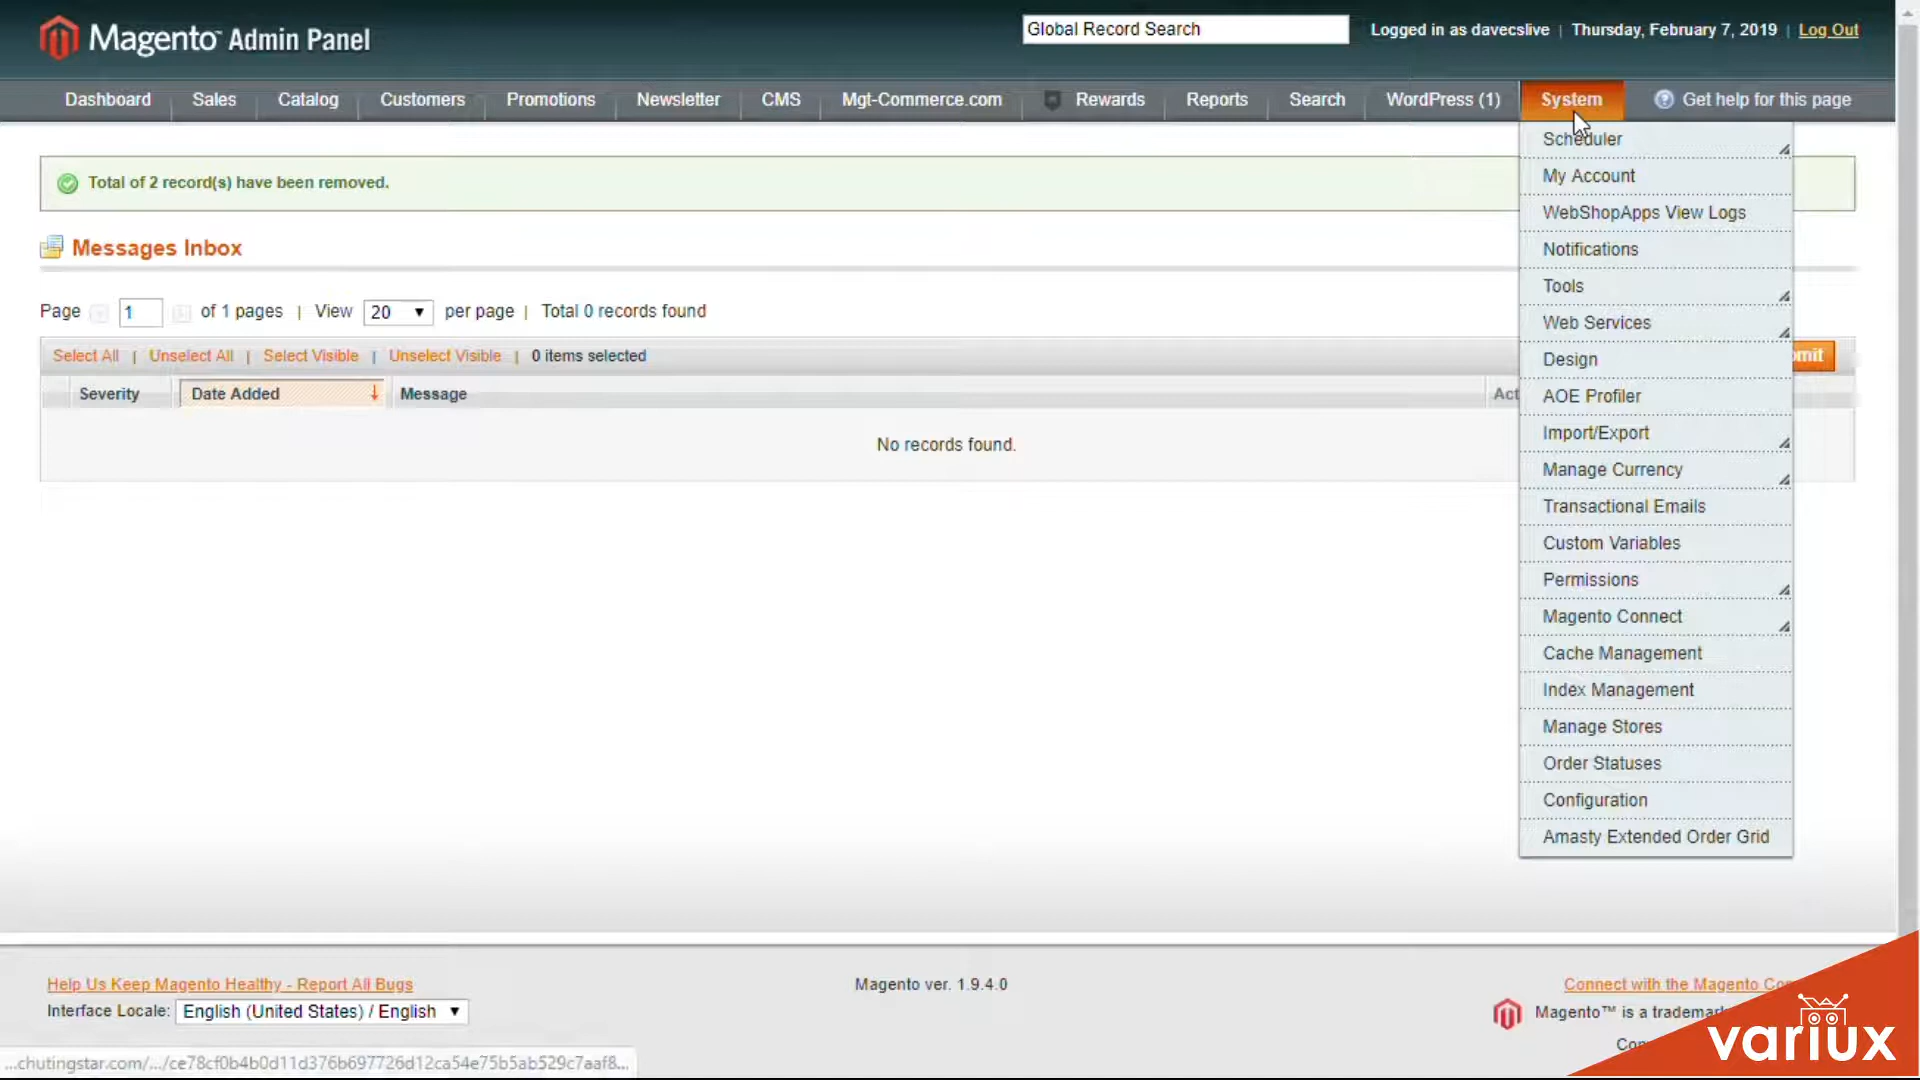 Magento™ Admin Panel
Global Record Search
Logged in as davecslive | Thursday, February 7, 2019 | Log Out
Dashboard Sales Catalog Customers Promotions Newsletter CMS Mgt-Commerce.com Rewards Reports Search WordPress (1) System Get help for this page
Scheduler
My Account
WebShopApps View Logs
Notifications
Tools
Web Services
Design
AOE Profiler
Import/Export
Manage Currency
Transactional Emails
Custom Variables
Permissions
Magento Connect
Cache Management
Index Management
Manage Stores
Order Statuses
Configuration
Amasty Extended Order Grid
Total of 2 record(s) have been removed.
Messages Inbox
Page 1 of 1 pages | View 20 per page | Total 0 records found
Select All | Unselect All | Select Visible | Unselect Visible | 0 items selected
Severity Date Added Message
No records found.
Help Us Keep Magento Healthy - Report All Bugs
Interface Locale: English (United States) / English
Magento ver. 1.9.4.0
Connect with the Magento
Magento™ is a
...chutingstar.com/.../ce78cf0b4b0d11d376b697726d12ca54e75b5ab529c7aaf8...
variux